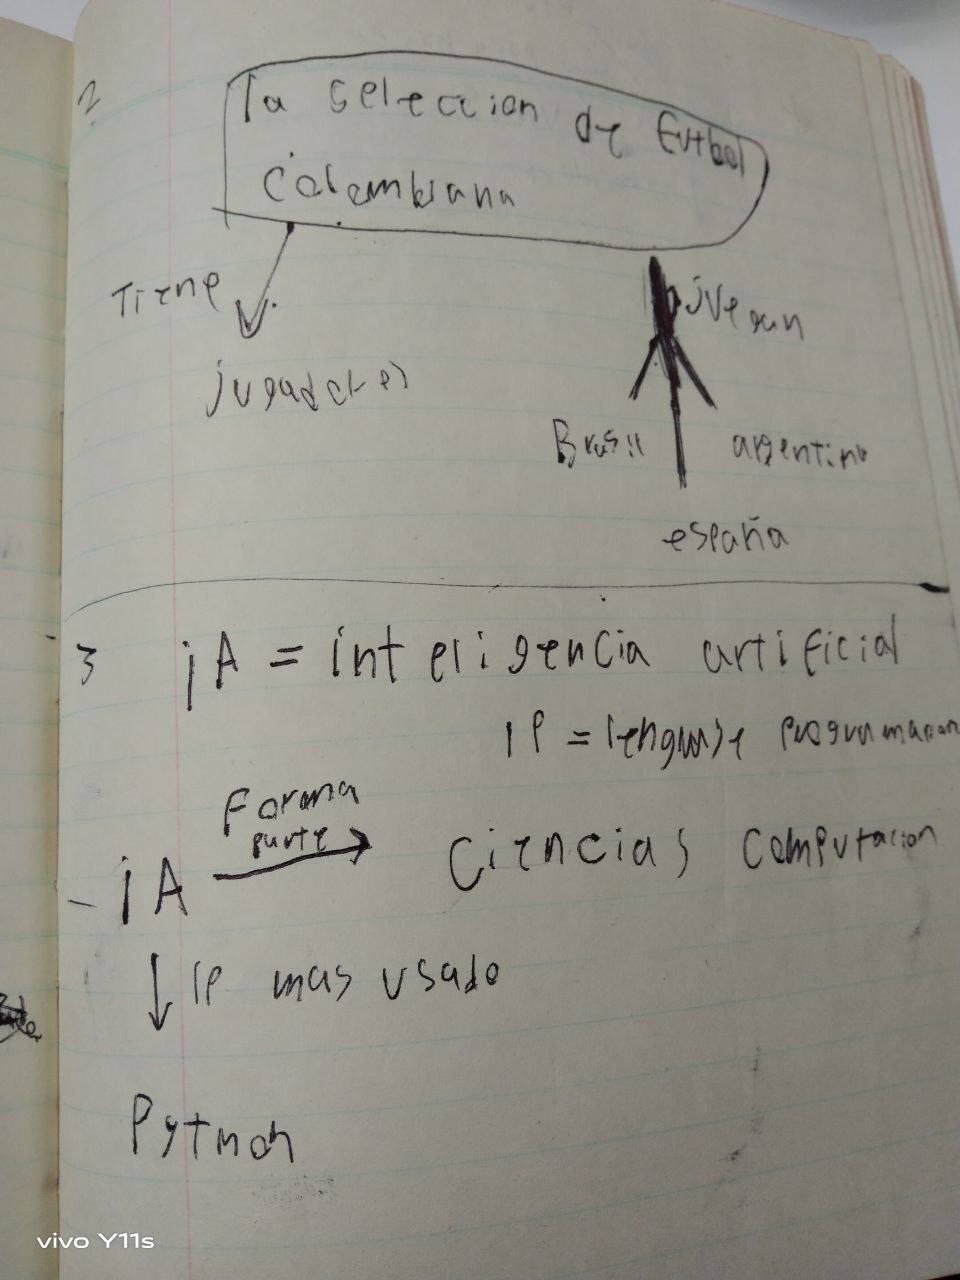 2
la seleccion de futbol
colombiana
Tiene
juegan
jugadores
Brasil
argentina
españa
3 iA = inteligencia artificial
lP = lenguaje programacion
Forma
parte
- iA
Ciencias computacion
lP mas usado
Python
vivo Y11s